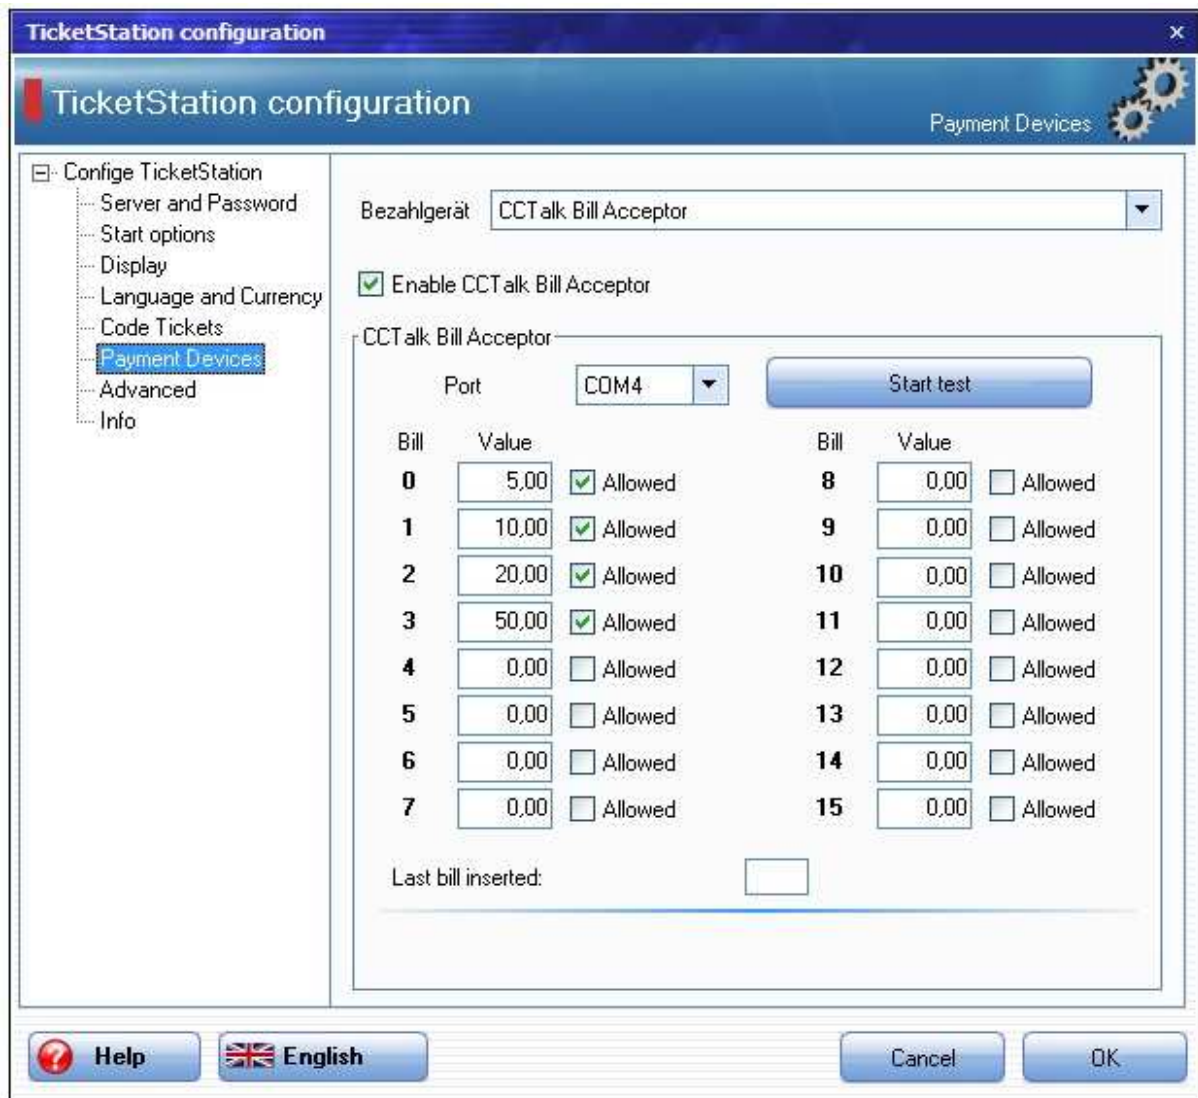 TicketStation configuration
TicketStation configuration
Payment Devices
Confige TicketStation
Server and Password
Start options
Display
Language and Currency
Code Tickets
Payment Devices
Advanced
Info
Bezahlgerät CCTalk Bill Acceptor
Enable CCTalk Bill Acceptor
CCTalk Bill Acceptor
Port COM4 Start test
Bill Value Bill Value
0 5,00 Allowed 8 0,00 Allowed
1 10,00 Allowed 9 0,00 Allowed
2 20,00 Allowed 10 0,00 Allowed
3 50,00 Allowed 11 0,00 Allowed
4 0,00 Allowed 12 0,00 Allowed
5 0,00 Allowed 13 0,00 Allowed
6 0,00 Allowed 14 0,00 Allowed
7 0,00 Allowed 15 0,00 Allowed
Last bill inserted:
Help English Cancel OK